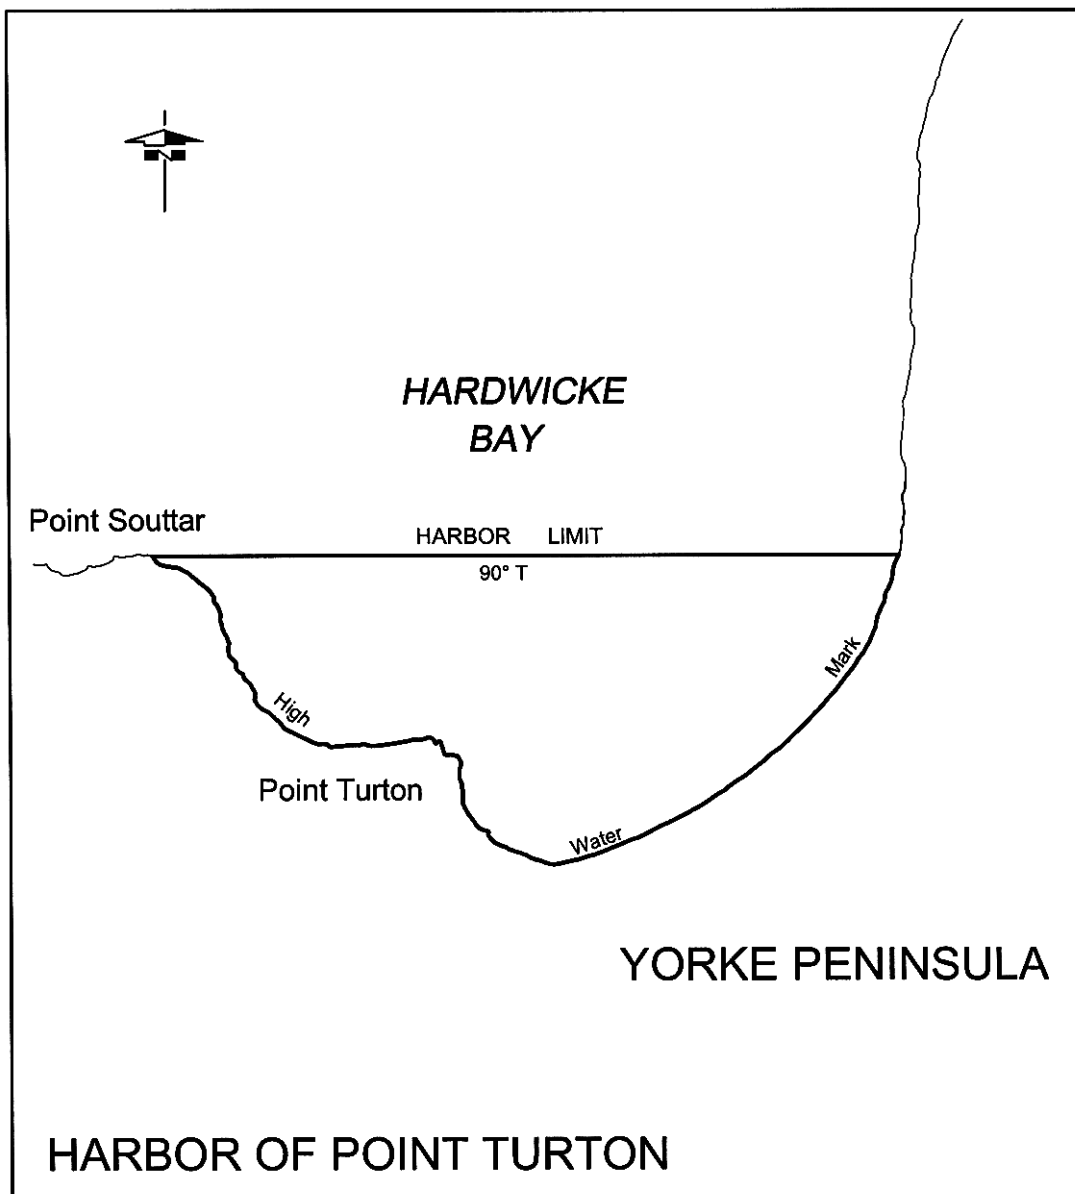 N
HARDWICKE
BAY
Point Souttar
HARBOR LIMIT
90° T
Mark
High
Point Turton
Water
YORKE PENINSULA
HARBOR OF POINT TURTON